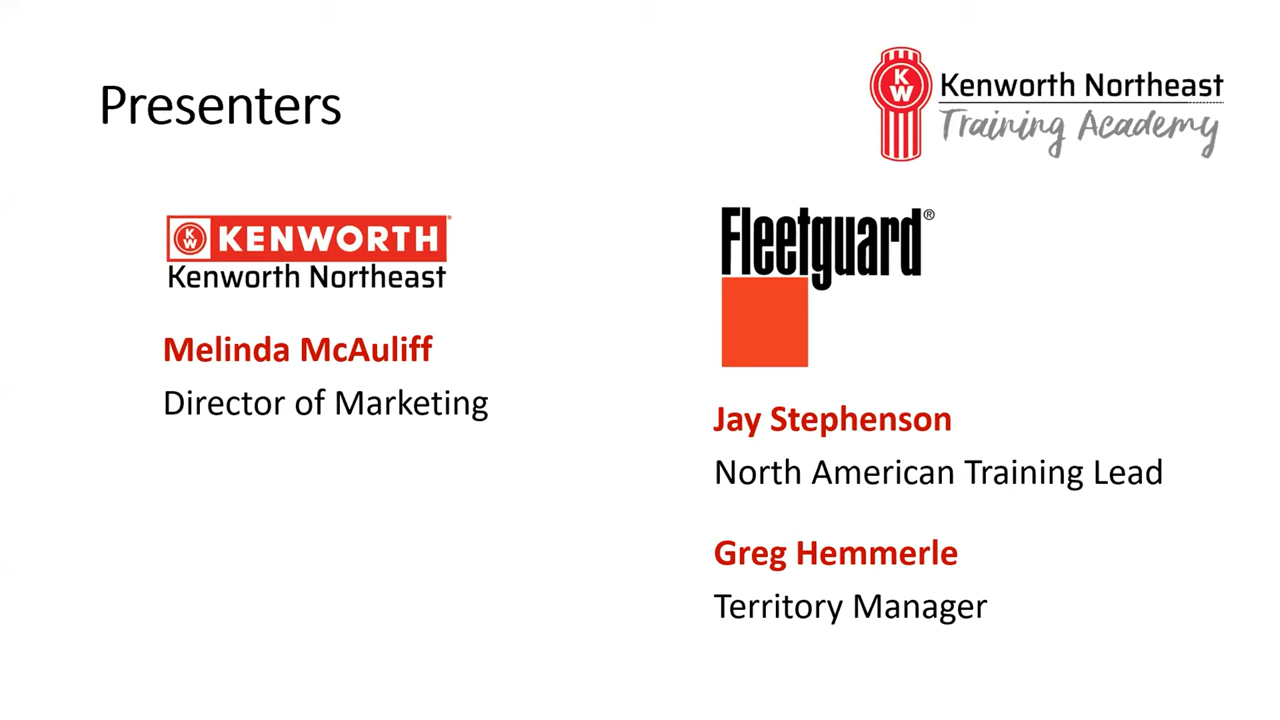 Presenters
KW
Kenworth Northeast
Training Academy
KW KENWORTH®
Kenworth Northeast
Melinda McAuliff
Director of Marketing
Fleetguard®
Jay Stephenson
North American Training Lead
Greg Hemmerle
Territory Manager